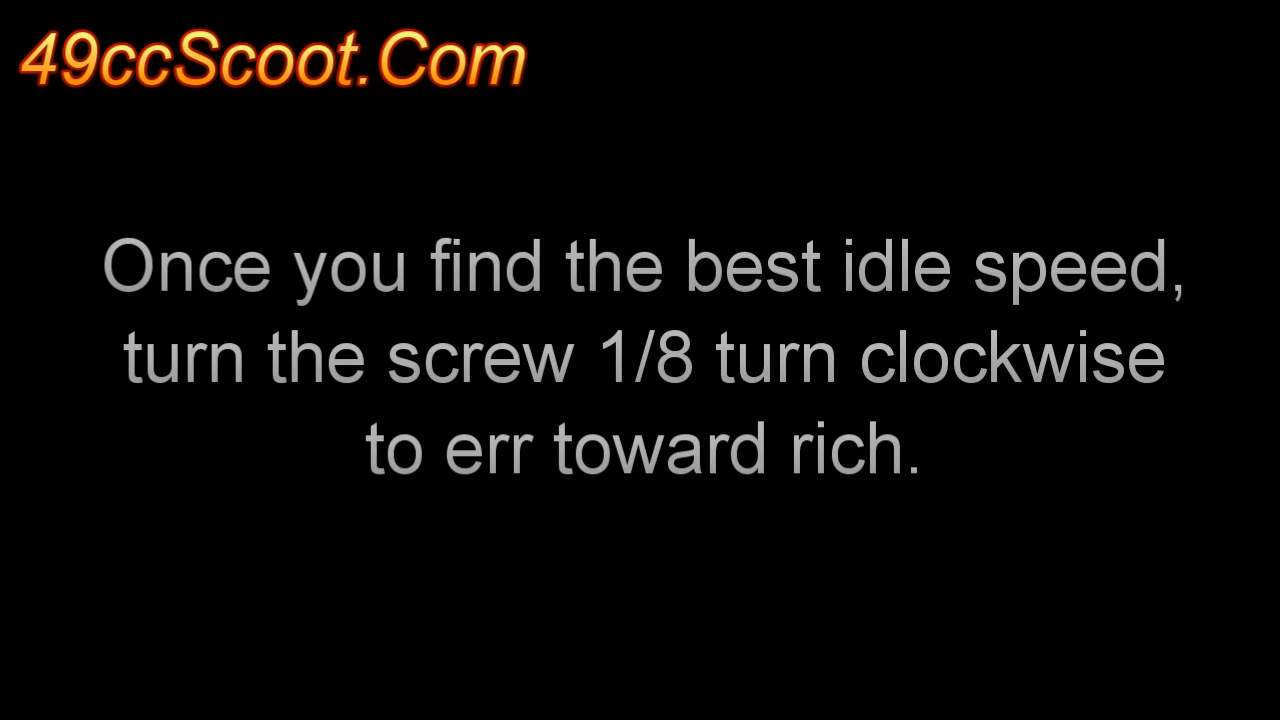 49ccScoot.Com
Once you find the best idle speed,
turn the screw 1/8 turn clockwise
to err toward rich.